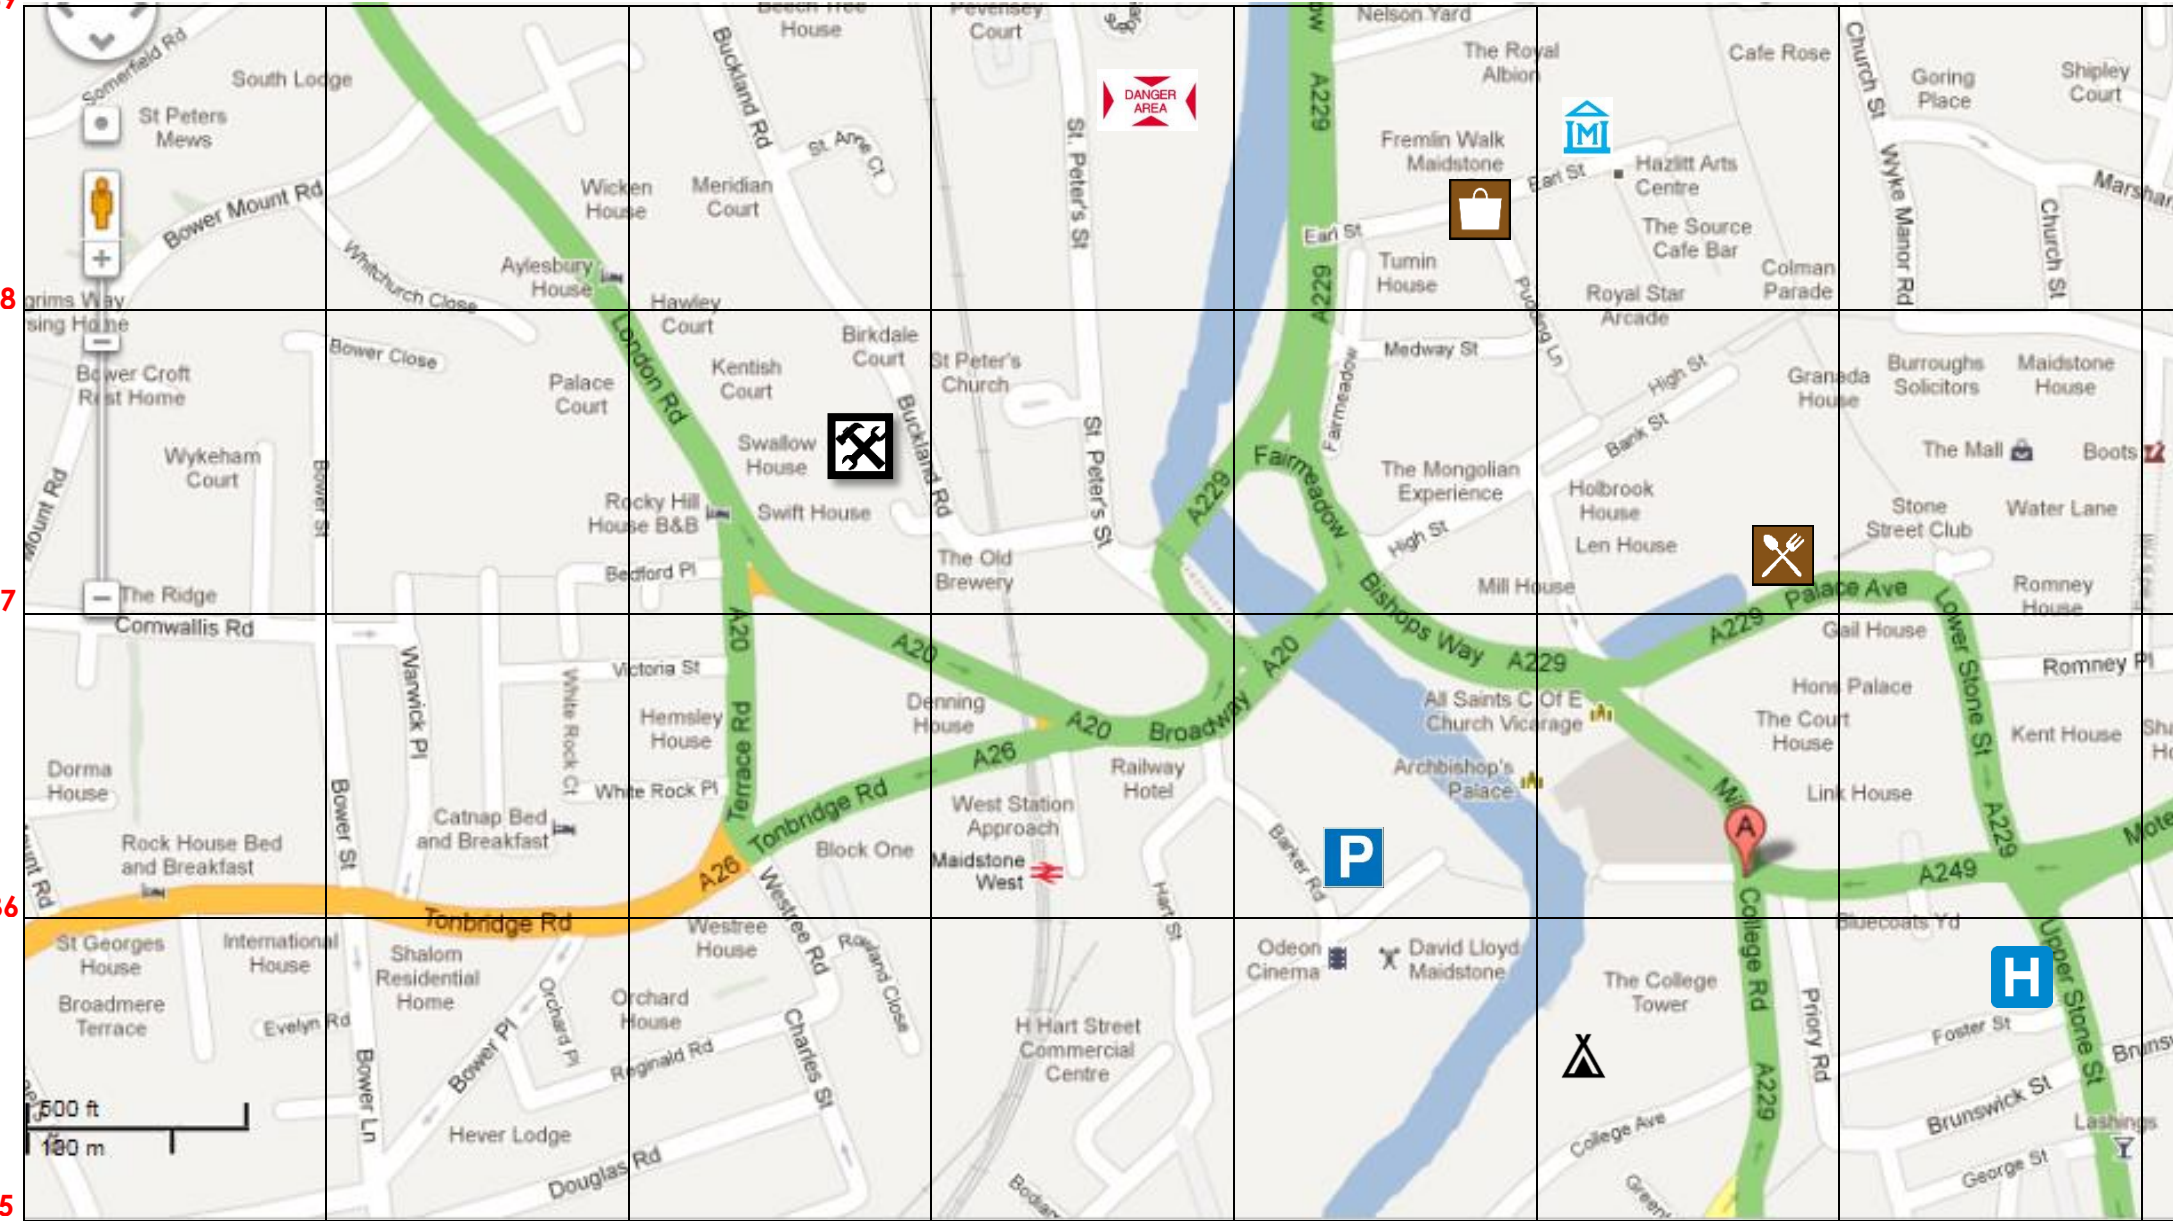 Beech Tree
House
Pevensey
Court
Nelson Yard
Somerfield Rd
South Lodge
St Peters
Mews
Bower Mount Rd
Whitchurch Close
Wicken
House
Meridian
Court
Buckland Rd
St. Anne Ct
St. Peter's St
DANGER
AREA
A229
The Royal
Albion
Cafe Rose
Church St
Goring
Place
Shipley
Court
Fremlin Walk
Maidstone
M
Earl St
Hazlitt Arts
Centre
The Source
Cafe Bar
Wyke Manor Rd
Church St
Aylesbury
House
Hawley
Court
Earl St
A229
Tumin
House
Pudding Ln
Royal Star
Arcade
Colman
Parade
8
grims Way
sing Home
Bower Close
London Rd
Palace
Court
Kentish
Court
Birkdale
Court
St Peter's
Church
Medway St
Fairmeadow
High St
Bank St
Granada
House
Burroughs
Solicitors
Maidstone
House
Bower Croft
Rest Home
Wykeham
Court
Mount Rd
Bower St
Swallow
House
Buckland Rd
St. Peter's St
A229
Fairmeadow
The Mongolian
Experience
Holbrook
House
The Mall
Boots
Stone
Street Club
Water Lane
Rocky Hill
House B&B
Swift House
High St
Len House
Bedford Pl
The Old
Brewery
Mill House
Palace Ave
Romney
House
7
The Ridge
Cornwallis Rd
Warwick Pl
Victoria St
White Rock Ct
A20
A20
A20
Bishops Way
A229
A229
Gail House
Lower Stone St
Romney Pl
Hons Palace
Hemsley
House
Terrace Rd
Denning
House
A20
Broadway
A26
All Saints C Of E
Church Vicarage
The Court
House
Kent House
Dorma
House
Bower St
White Rock Pl
Tonbridge Rd
Railway
Hotel
Archbishop's
Palace
Link House
Catnap Bed
and Breakfast
West Station
Approach
A
A229
Rock House Bed
and Breakfast
A26
Block One
Maidstone
West
Barker Rd
P
A249
Westree Rd
Hart St
College Rd
Tonbridge Rd
Bluecoats Yd
St Georges
House
International
House
Shalom
Residential
Home
Westree
House
Rowland Close
Odeon
Cinema
David Lloyd
Maidstone
The College
Tower
H
Upper Stone St
Broadmere
Terrace
Evelyn Rd
Orchard Pl
Orchard
House
Bower Pl
Reginald Rd
Charles St
H Hart Street
Commercial
Centre
Priory Rd
Foster St
Bower Ln
A229
Brunswick St
500 ft
Hever Lodge
College Ave
Lashings
Douglas Rd
George St
5